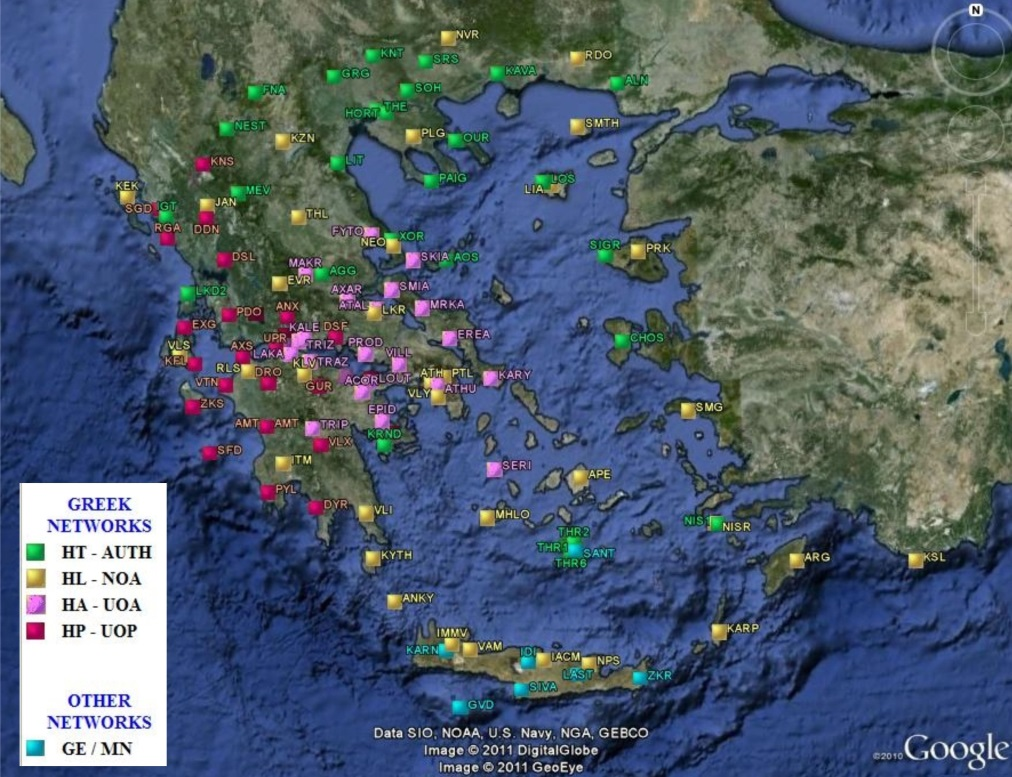 N
NVR
KNT
SRS
RDO
GRG
KAVA
ALN
FNA
SOH
HORT THE
NEST
KZN
PLG
OUR
SMTH
KNS
LIT
PAIG
LOS
LIA
KEK
MEV
SGD IGT
JAN
RGA
DDN
THL
FYTO
XOR
NEO
SIGR
PRK
DSL
SKIA AOS
MAKR
AGG
EVR
LKD2
AXAR
SMIA
ATAL
LKR
MRKA
PDO
ANX
EXG
KALE DSF
UPR
TRIZ
PROD
EREA
CHOS
VLS
AXS
LAKA
VILL
KFL
RLS
KLV TRAZ
DRO
ATH PTL
KARY
VTN
GUR
ACOR LOUT
ATHU
VLY
ZKS
EPID
SMG
AMT AMT
TRIP
KRND
VLX
SFD
ITM
SERI
APE
PYL
DYR
VLI
MHLO
NIS1
NISR
THR2
THR1
SANT
THR6
KYTH
ARG
KSL
ANKY
KARP
IMMV
VAM
KARN
IDI
IACM
NPS
LAST
ZKR
SIVA
GVD
GREEK
NETWORKS
HT - AUTH
HL - NOA
HA - UOA
HP - UOP
OTHER
NETWORKS
GE / MN
Data SIO, NOAA, U.S. Navy, NGA, GEBCO
Image © 2011 DigitalGlobe
Image © 2011 GeoEye
©2010 Google